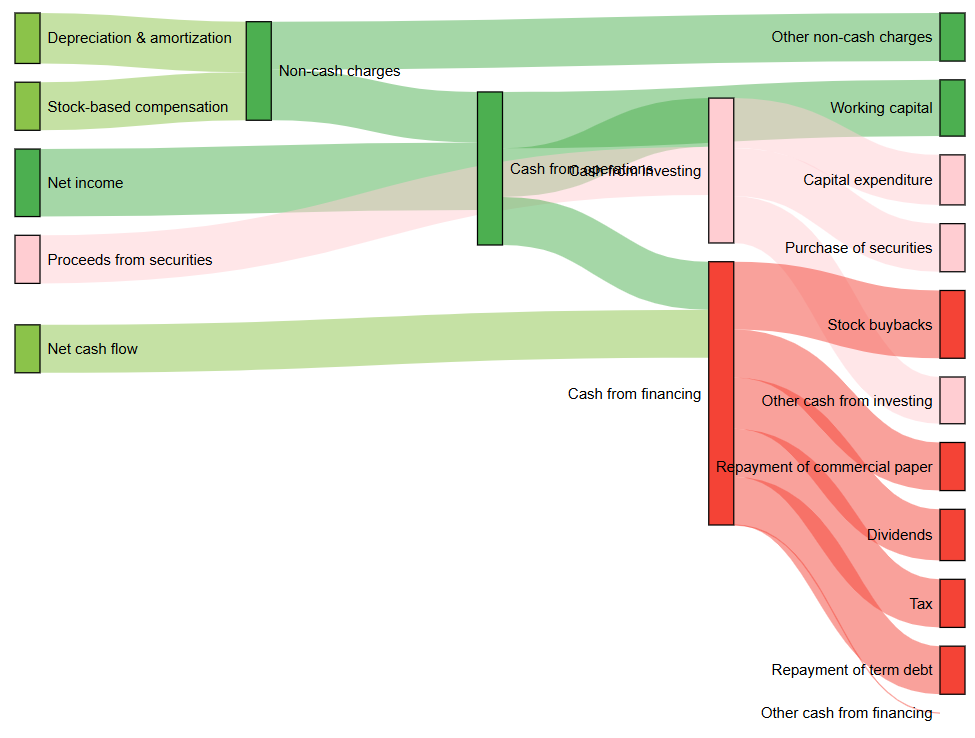 Depreciation & amortization
Stock-based compensation
Net income
Proceeds from securities
Net cash flow
Non-cash charges
Cash from operations
Cash from investing
Cash from financing
Other non-cash charges
Working capital
Capital expenditure
Purchase of securities
Stock buybacks
Other cash from investing
Repayment of commercial paper
Dividends
Tax
Repayment of term debt
Other cash from financing